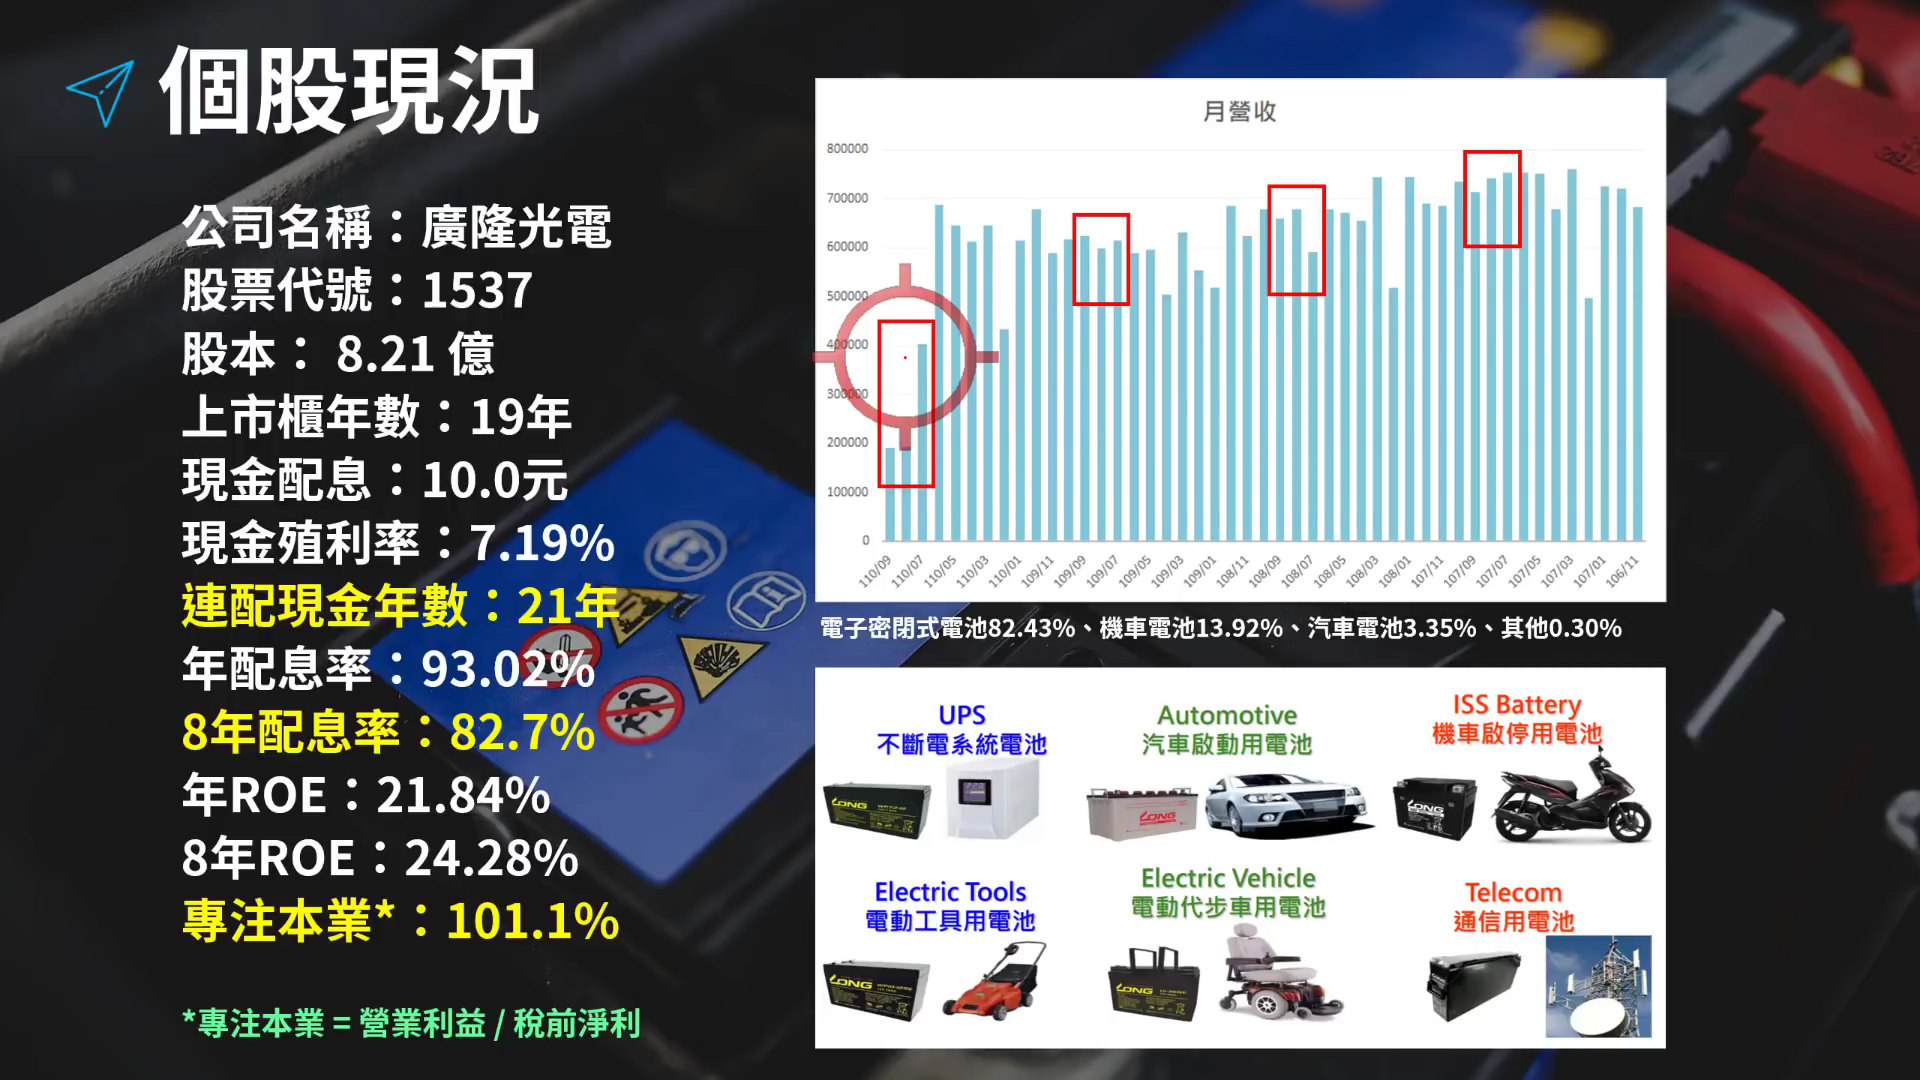 個股現況
公司名稱：廣隆光電
股票代號：1537
股本： 8.21 億
上市櫃年數：19年
現金配息：10.0元
現金殖利率：7.19%
連配現金年數：21年
年配息率：93.02%
8年配息率：82.7%
年ROE：21.84%
8年ROE：24.28%
專注本業*：101.1%
*專注本業 = 營業利益 / 稅前淨利
月營收
800000
700000
600000
500000
400000
300000
200000
100000
0
110/09 110/07 110/05 110/03 110/01 109/11 109/09 109/07 109/05 109/03 109/01 108/11 108/09 108/07 108/05 108/03 108/01 107/11 107/09 107/07 107/05 107/03 107/01 106/11
電子密閉式電池82.43%、機車電池13.92%、汽車電池3.35%、其他0.30%
UPS
不斷電系統電池
LONG
Automotive
汽車啟動用電池
LONG
ISS Battery
機車啟停用電池
LONG
Electric Tools
電動工具用電池
LONG
Electric Vehicle
電動代步車用電池
LONG
Telecom
通信用電池